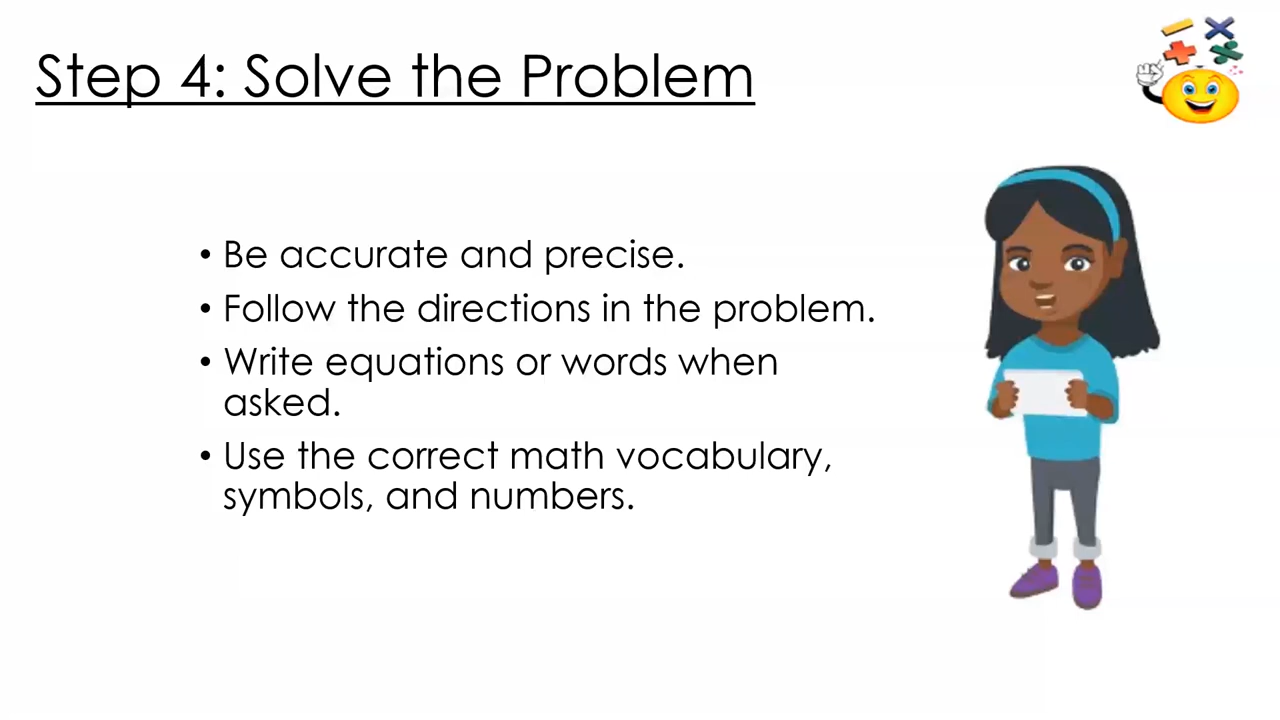 Step 4: Solve the Problem
• Be accurate and precise.
• Follow the directions in the problem.
• Write equations or words when
asked.
• Use the correct math vocabulary,
symbols, and numbers.